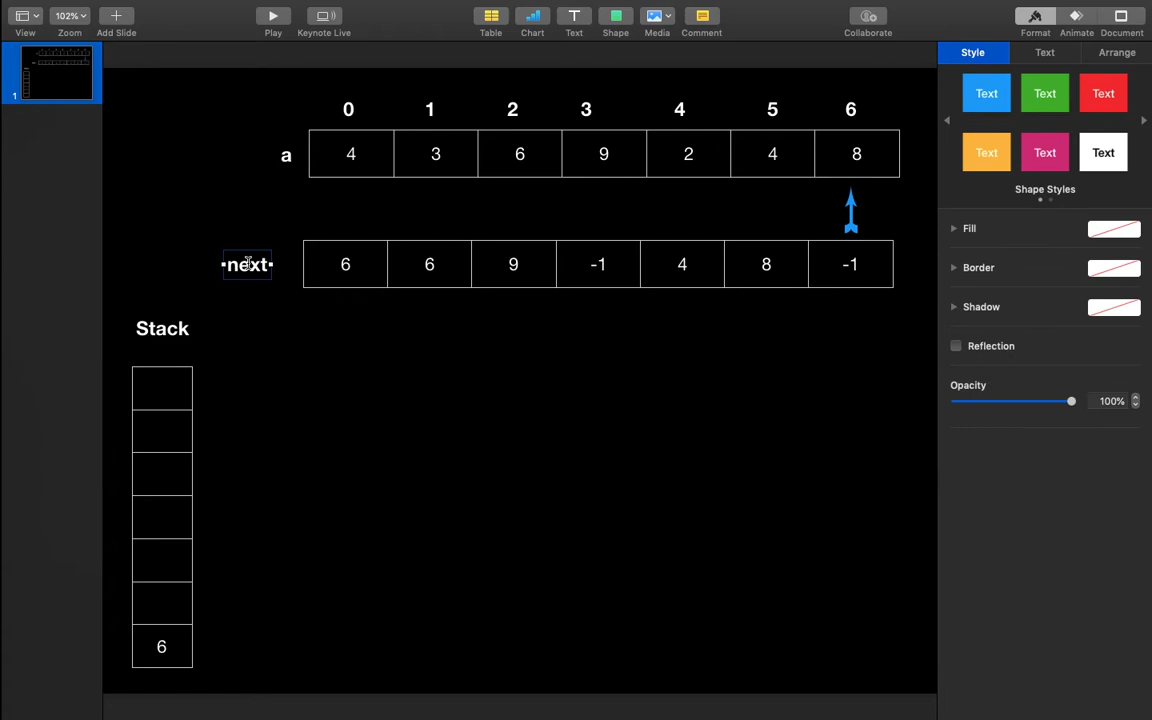 102%
View Zoom Add Slide Play Keynote Live Table Chart Text Shape Media Comment Collaborate Format Animate Document
Style Text Arrange
1
0 1 2 3 4 5 6
a 4 3 6 9 2 4 8
next 6 6 9 -1 4 8 -1
Stack
6
Text Text Text
Text Text Text
Shape Styles
Fill
Border
Shadow
Reflection
Opacity
100%